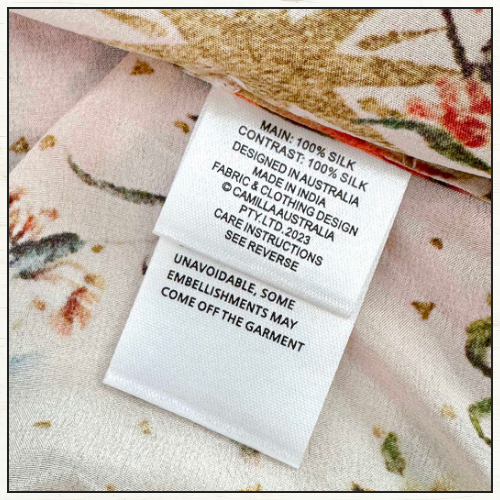 MAIN: 100% SILK
CONTRAST: 100% SILK
DESIGNED IN AUSTRALIA
MADE IN INDIA
FABRIC & CLOTHING DESIGN
© CAMILLA AUSTRALIA
PTY.LTD. 2023
CARE INSTRUCTIONS
SEE REVERSE
UNAVOIDABLE, SOME
EMBELLISHMENTS MAY
COME OFF THE GARMENT